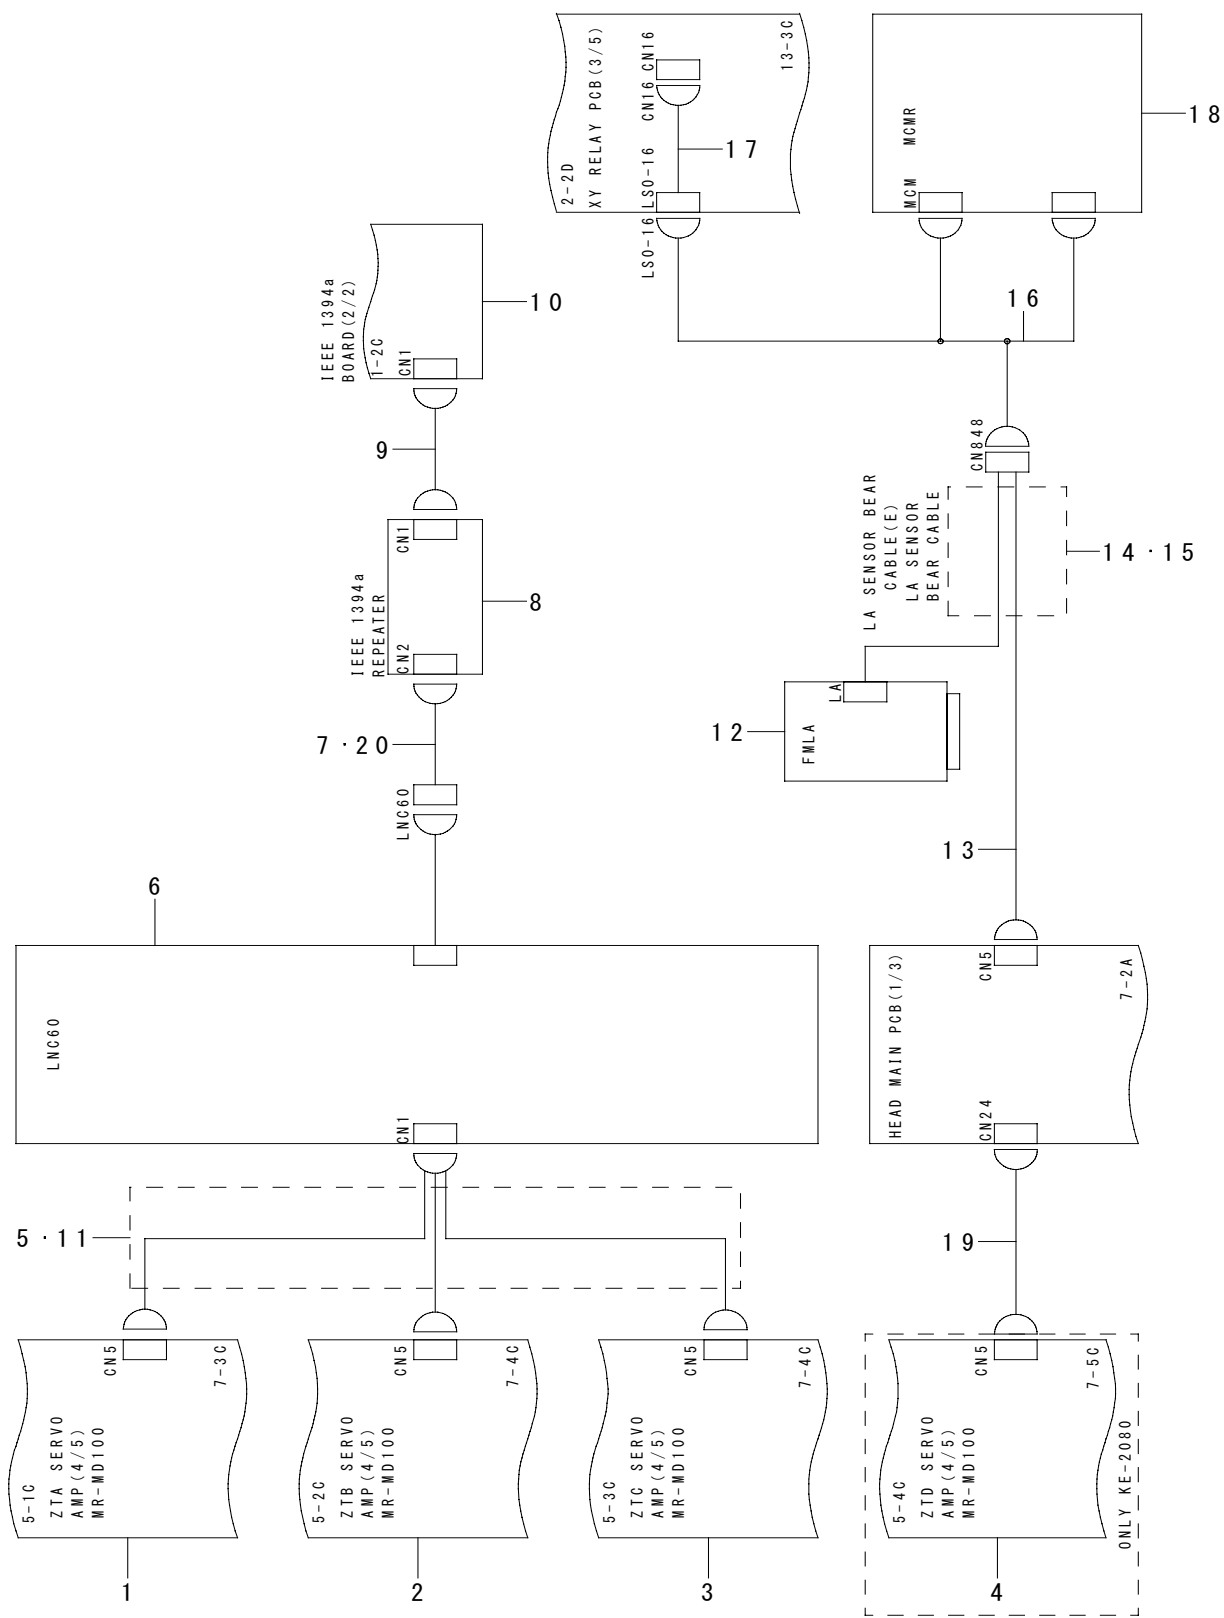 2-2D
XY RELAY PCB(3/5)
LSO-16
LSO-16
CN16
CN16
13-3C
17
MCM
MCMR
18
IEEE 1394a
BOARD(2/2)
1-2C
CN1
10
16
9
CN848
CN1
LA SENSOR BEAR
CABLE(E)
LA SENSOR
BEAR CABLE
14・15
8
IEEE 1394a
REPEATER
CN2
LA
FMLA
12
7・20
LNC60
13
6
LNC60
CN1
CN5
HEAD MAIN PCB(1/3)
7-2A
CN24
5・11
19
CN5
7-3C
5-1C
ZTA SERVO
AMP(4/5)
MR-MD100
1
CN5
7-4C
5-2C
ZTB SERVO
AMP(4/5)
MR-MD100
2
CN5
7-4C
5-3C
ZTC SERVO
AMP(4/5)
MR-MD100
3
CN5
7-5C
5-4C
ZTD SERVO
AMP(4/5)
MR-MD100
ONLY KE-2080
4